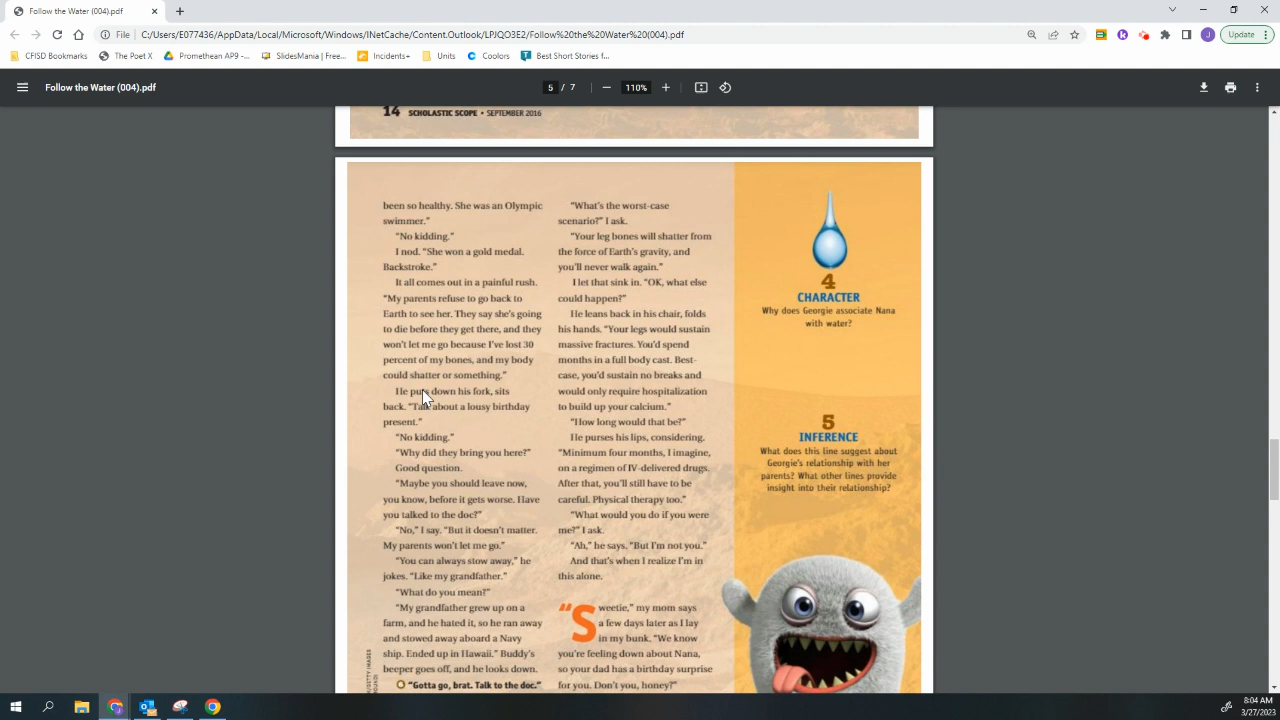 Follow the Water (004).pdf
File
C:/Users/E077436/AppData/Local/Microsoft/Windows/INetCache/Content.Outlook/LPJQO3E2/Follow%20the%20Water%20(004).pdf
Update
CFISD Bookmarks
The Poet X
Promethean AP9 -...
SlidesMania | Free...
Incidents+
Units
Coolors
Best Short Stories f...
Follow the Water (004).pdf
5 / 7
110%
14 SCHOLASTIC SCOPE • SEPTEMBER 2016
been so healthy. She was an Olympic
swimmer.”
“No kidding.”
I nod. “She won a gold medal.
Backstroke.”
It all comes out in a painful rush.
“My parents refuse to go back to
Earth to see her. They say she’s going
to die before they get there, and they
won’t let me go because I’ve lost 30
percent of my bones, and my body
could shatter or something.”
He puts down his fork, sits
back. “Talk about a lousy birthday
present.”
“No kidding.”
“Why did they bring you here?”
Good question.
“Maybe you should leave now,
you know, before it gets worse. Have
you talked to the doc?”
“No,” I say. “But it doesn’t matter.
My parents won’t let me go.”
“You can always stow away,” he
jokes. “Like my grandfather.”
“What do you mean?”
“My grandfather grew up on a
farm, and he hated it, so he ran away
and stowed away aboard a Navy
ship. Ended up in Hawaii.” Buddy’s
beeper goes off, and he looks down.
“Gotta go, brat. Talk to the doc.”
“What’s the worst-case
scenario?” I ask.
“Your leg bones will shatter from
the force of Earth’s gravity, and
you’ll never walk again.”
I let that sink in. “OK, what else
could happen?”
He leans back in his chair, folds
his hands. “Your legs would sustain
massive fractures. You’d spend
months in a full body cast. Best-
case, you’d sustain no breaks and
would only require hospitalization
to build up your calcium.”
“How long would that be?”
He purses his lips, considering.
“Minimum four months, I imagine,
on a regimen of IV-delivered drugs.
After that, you’ll still have to be
careful. Physical therapy too.”
“What would you do if you were
me?” I ask.
“Ah,” he says. “But I’m not you.”
And that’s when I realize I’m in
this alone.
“Sweetie,” my mom says
a few days later as I lay
in my bunk. “We know
you’re feeling down about Nana,
so your dad has a birthday surprise
for you. Don’t you, honey?”
4
CHARACTER
Why does Georgie associate Nana
with water?
5
INFERENCE
What does this line suggest about
Georgie’s relationship with her
parents? What other lines provide
insight into their relationship?
8:04 AM
3/27/2023